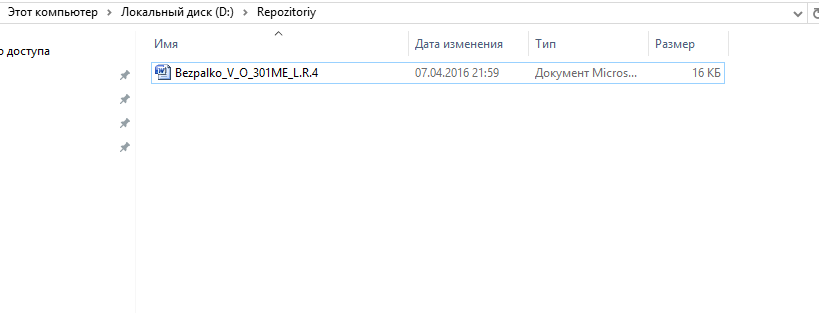 Этот компьютер > Локальный диск (D:) > Repozitoriy
о доступа
Имя Дата изменения Тип Размер
Bezpalko_V_O_301ME_L.R.4 07.04.2016 21:59 Документ Micros... 16 КБ